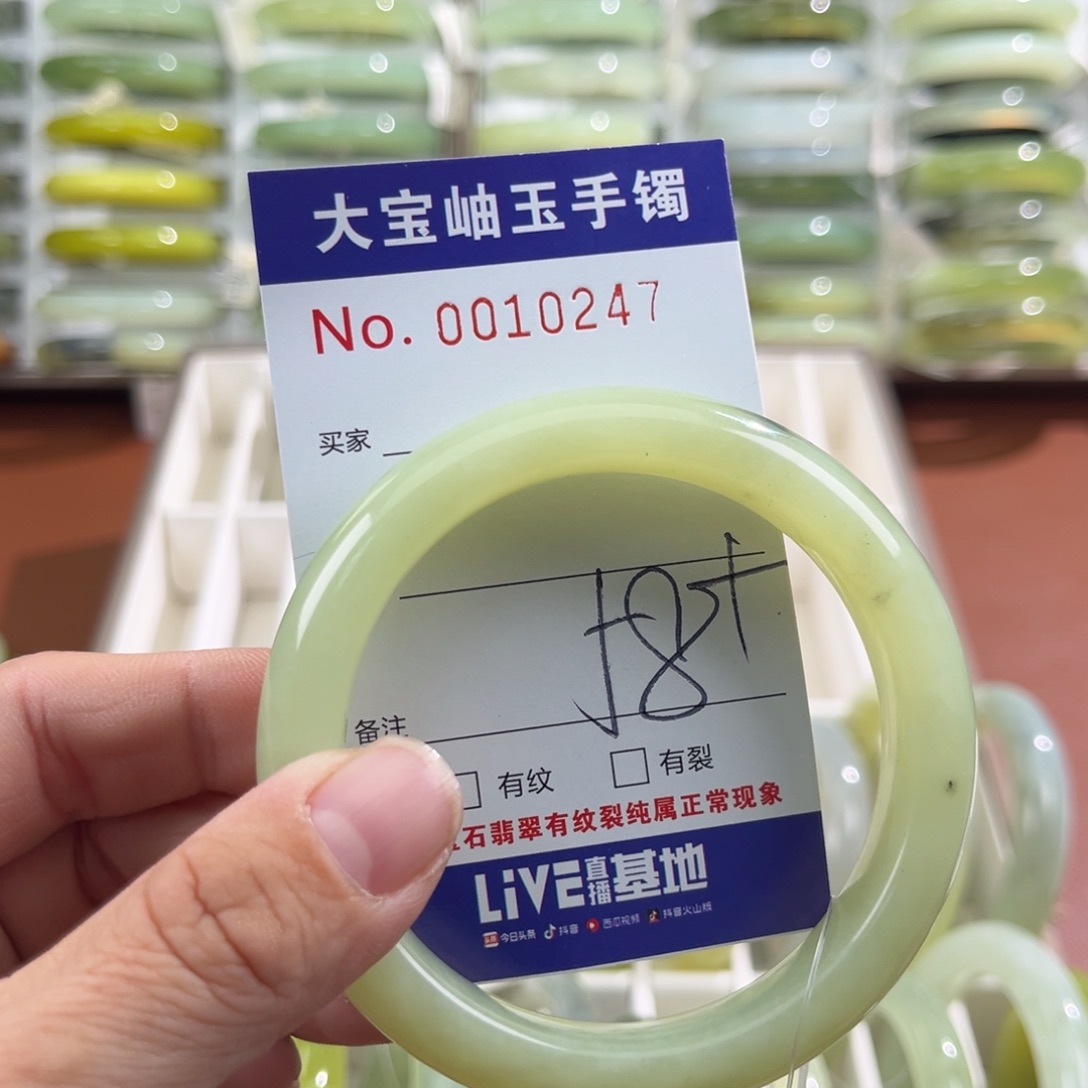 大宝岫玉手镯
No. 0010247
买家
备注
有纹 有裂
石翡翠有纹裂纯属正常现象
LiVE直播基地
今日头条 抖音 西瓜视频 抖音火山版